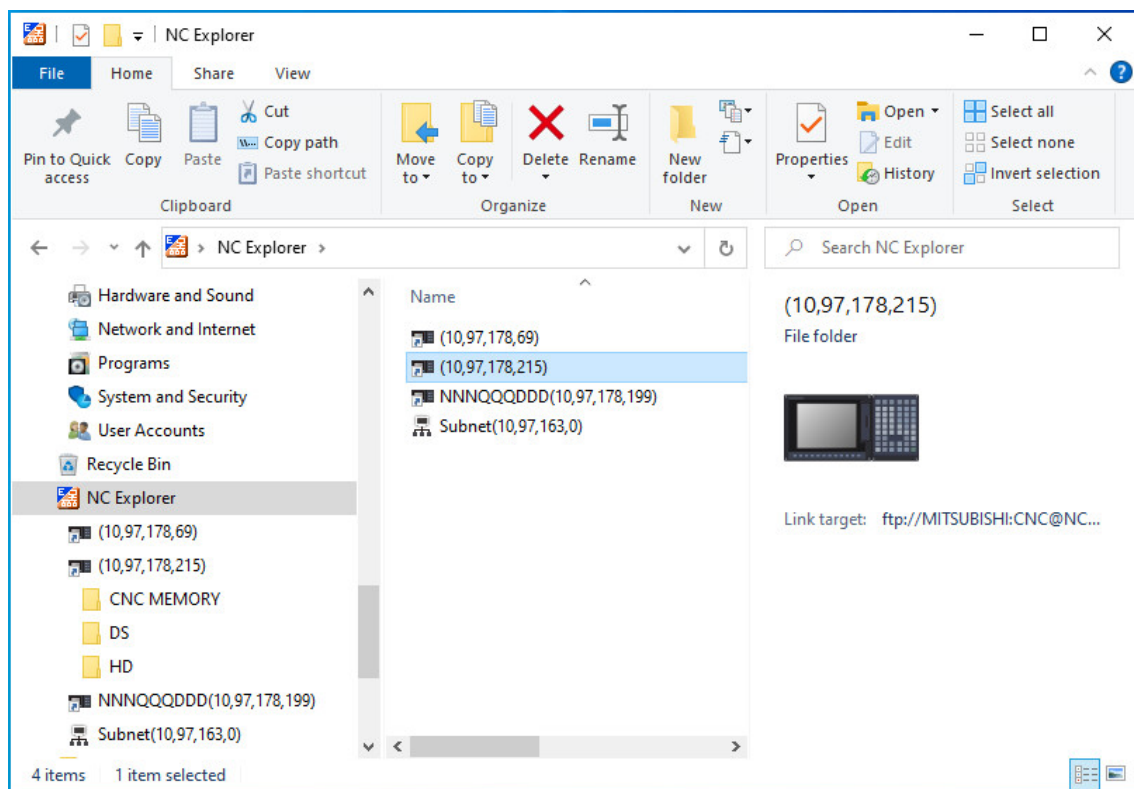 NC Explorer
File Home Share View
Pin to Quick access
Copy
Paste
Cut
Copy path
Paste shortcut
Clipboard
Move to
Copy to
Delete
Rename
Organize
New folder
New
Properties
Open
Edit
History
Open
Select all
Select none
Invert selection
Select
NC Explorer
Search NC Explorer
Hardware and Sound
Network and Internet
Programs
System and Security
User Accounts
Recycle Bin
NC Explorer
(10,97,178,69)
(10,97,178,215)
CNC MEMORY
DS
HD
NNNQQQDDD(10,97,178,199)
Subnet(10,97,163,0)
Name
(10,97,178,69)
(10,97,178,215)
NNNQQQDDD(10,97,178,199)
Subnet(10,97,163,0)
(10,97,178,215)
File folder
Link target: ftp://MITSUBISHI:CNC@NC...
4 items 1 item selected